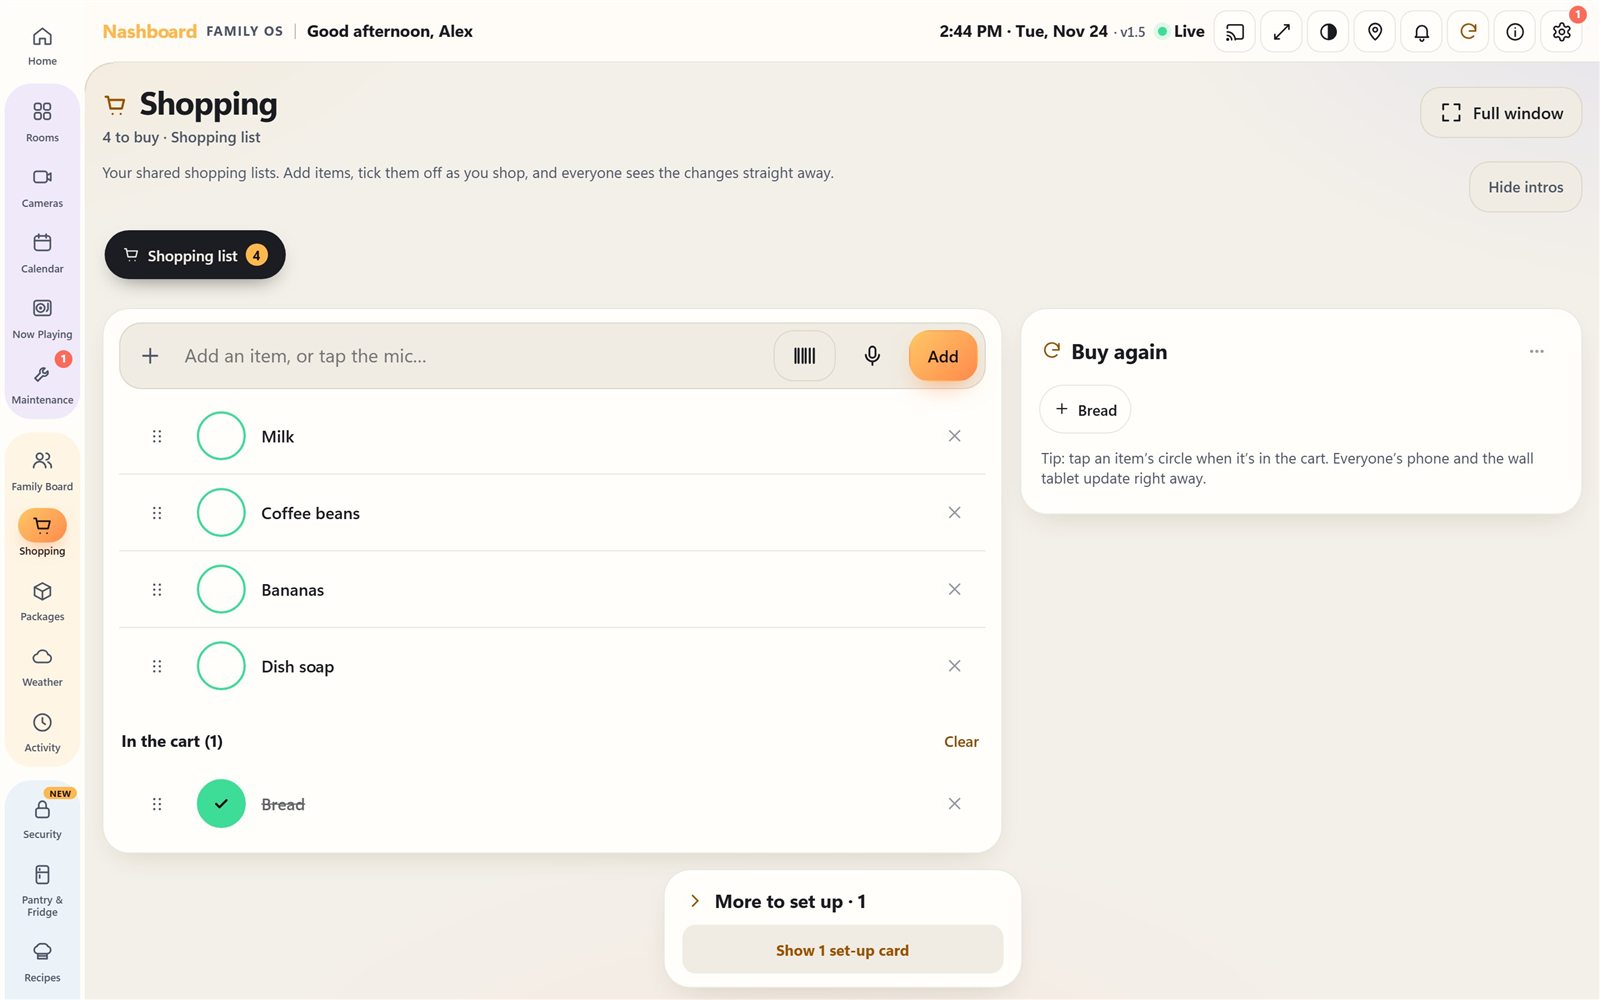 Nashboard FAMILY OS Good afternoon, Alex
2:44 PM · Tue, Nov 24 · v1.5 Live
1
Home
Rooms
Cameras
Calendar
Now Playing
1
Maintenance
Family Board
Shopping
Packages
Weather
Activity
NEW
Security
Pantry &
Fridge
Recipes
Shopping
4 to buy · Shopping list
Your shared shopping lists. Add items, tick them off as you shop, and everyone sees the changes straight away.
Full window
Hide intros
Shopping list 4
Add an item, or tap the mic... Add
Milk
Coffee beans
Bananas
Dish soap
In the cart (1) Clear
Bread
Buy again
Bread
Tip: tap an item’s circle when it’s in the cart. Everyone’s phone and the wall
tablet update right away.
More to set up · 1
Show 1 set-up card